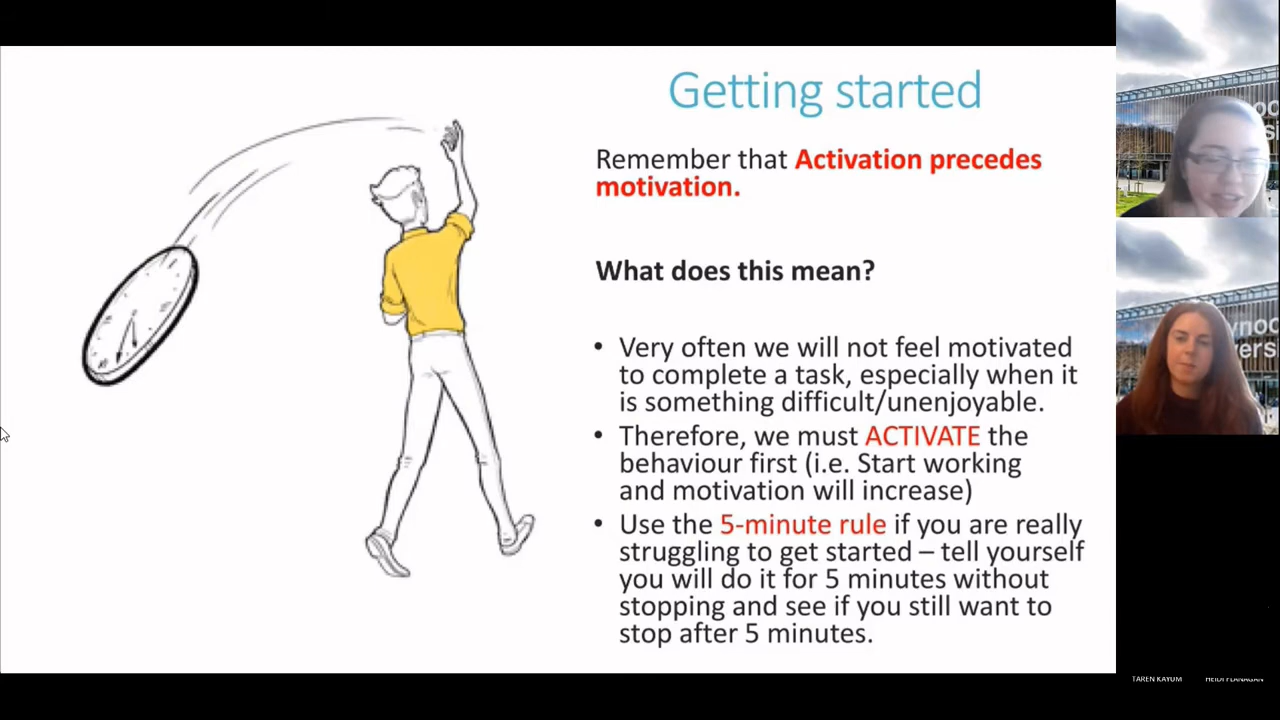 Getting started
Remember that Activation precedes
motivation.
What does this mean?
• Very often we will not feel motivated
to complete a task, especially when it
is something difficult/unenjoyable.
• Therefore, we must ACTIVATE the
behaviour first (i.e. Start working
and motivation will increase)
• Use the 5-minute rule if you are really
struggling to get started – tell yourself
you will do it for 5 minutes without
stopping and see if you still want to
stop after 5 minutes.
TAREN KAYUM